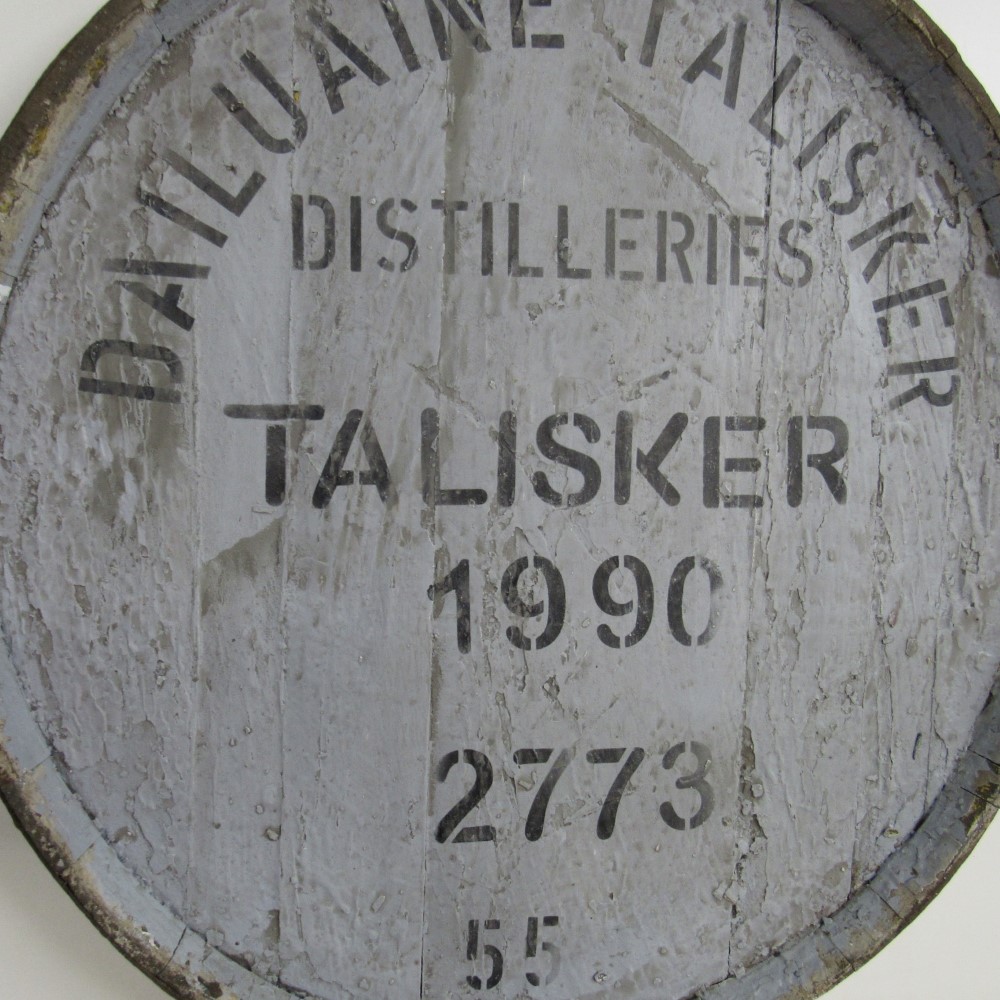 DAILUAINE TALISKER
DISTILLERIES
TALISKER
1990
2773
55